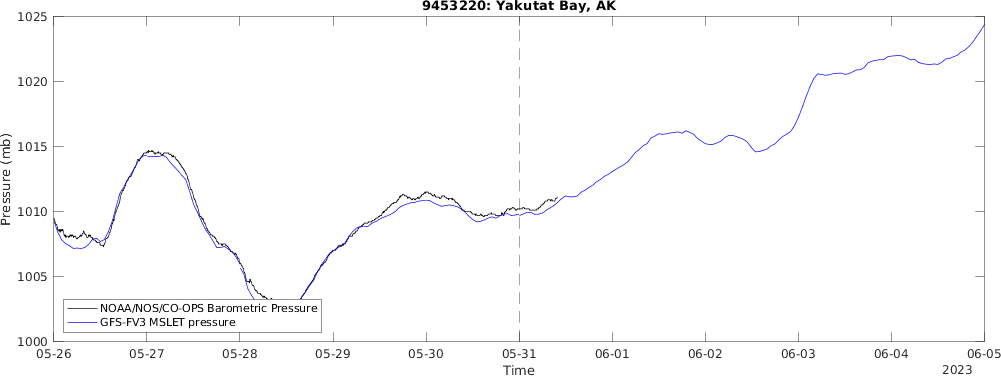 9453220: Yakutat Bay, AK
Pressure (mb)
1025
1020
1015
1010
1005
1000
NOAA/NOS/CO-OPS Barometric Pressure
GFS-FV3 MSLET pressure
05-26 05-27 05-28 05-29 05-30 05-31 06-01 06-02 06-03 06-04 06-05
Time
2023